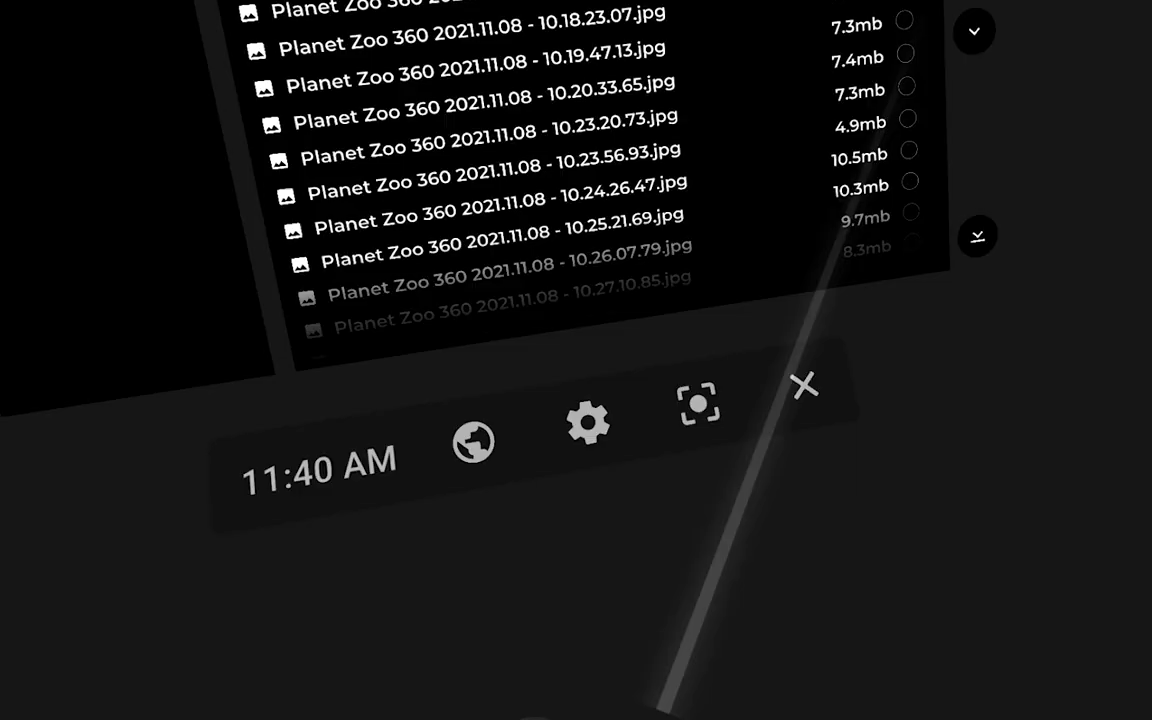 Planet Zoo
Planet Zoo 360 2021.11.08 - 10.18.23.07.jpg
Planet Zoo 360 2021.11.08 - 10.19.47.13.jpg 7.3mb
Planet Zoo 360 2021.11.08 - 10.20.33.65.jpg 7.4mb
Planet Zoo 360 2021.11.08 - 10.23.20.73.jpg 7.3mb
Planet Zoo 360 2021.11.08 - 10.23.56.93.jpg 4.9mb
Planet Zoo 360 2021.11.08 - 10.24.26.47.jpg 10.5mb
Planet Zoo 360 2021.11.08 - 10.25.21.69.jpg 10.3mb
Planet Zoo 360 2021.11.08 - 10.26.07.79.jpg 9.7mb
Planet Zoo 360 2021.11.08 - 10.27.10.85.jpg 8.3mb
11:40 AM